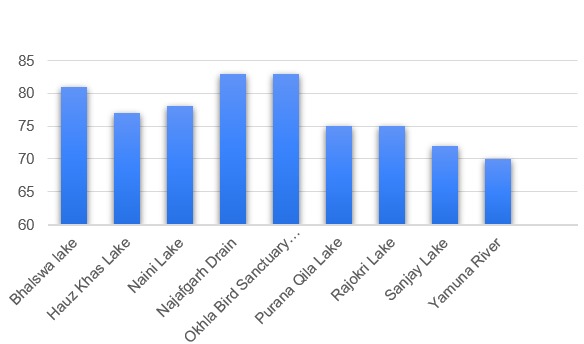 85
80
75
70
65
60
Bhalswa lake
Hauz Khas Lake
Naini Lake
Najafgarh Drain
Okhla Bird Sanctuary…
Purana Qila Lake
Rajokri Lake
Sanjay Lake
Yamuna River